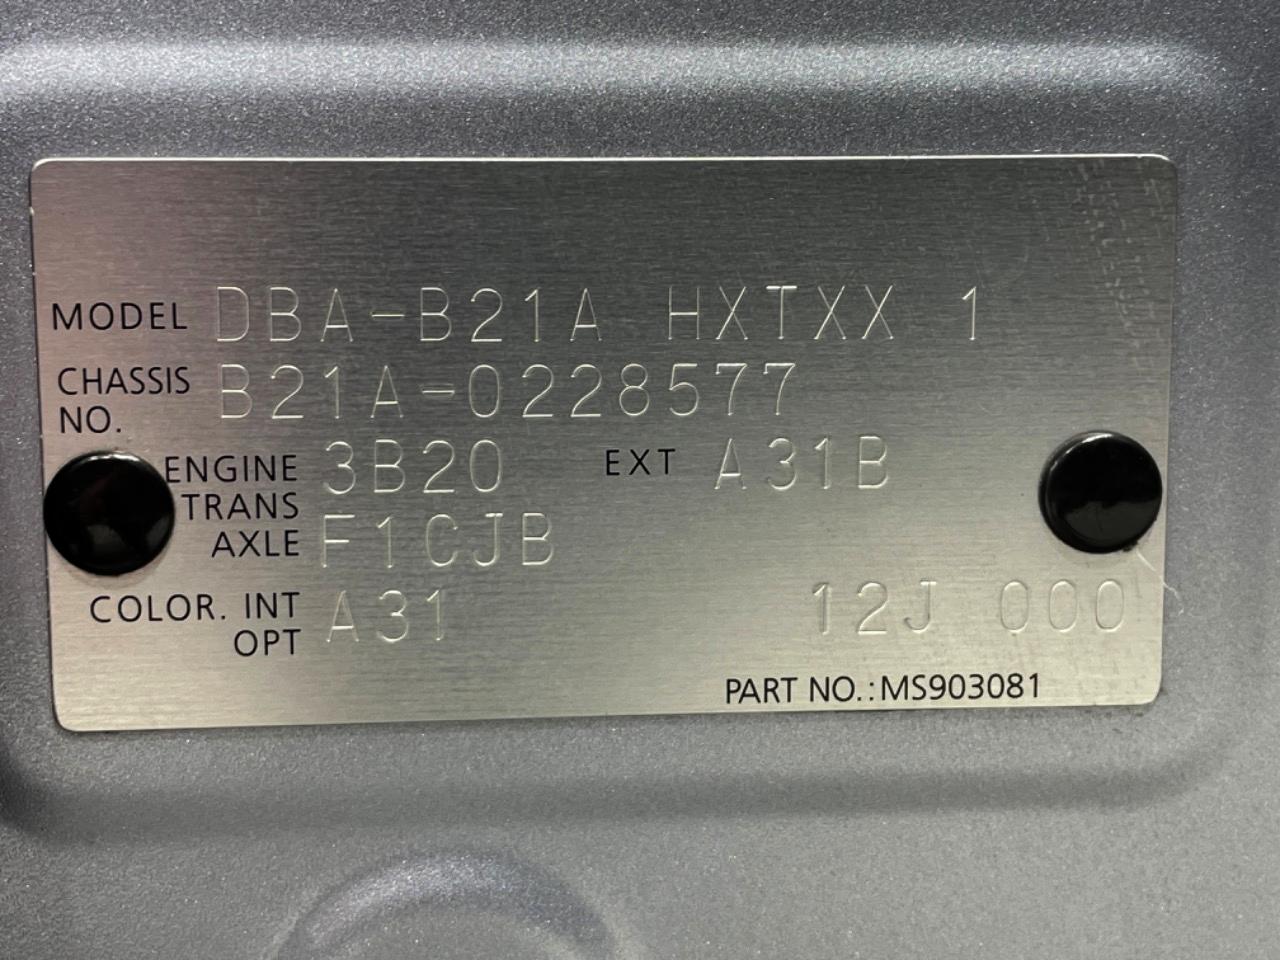 MODEL DBA-B21A HXTXX 1
CHASSIS NO. B21A-0228577
ENGINE 3B20 EXT A31B
TRANS AXLE F1CJB
COLOR. INT A31 12J 000
OPT
PART NO.:MS903081